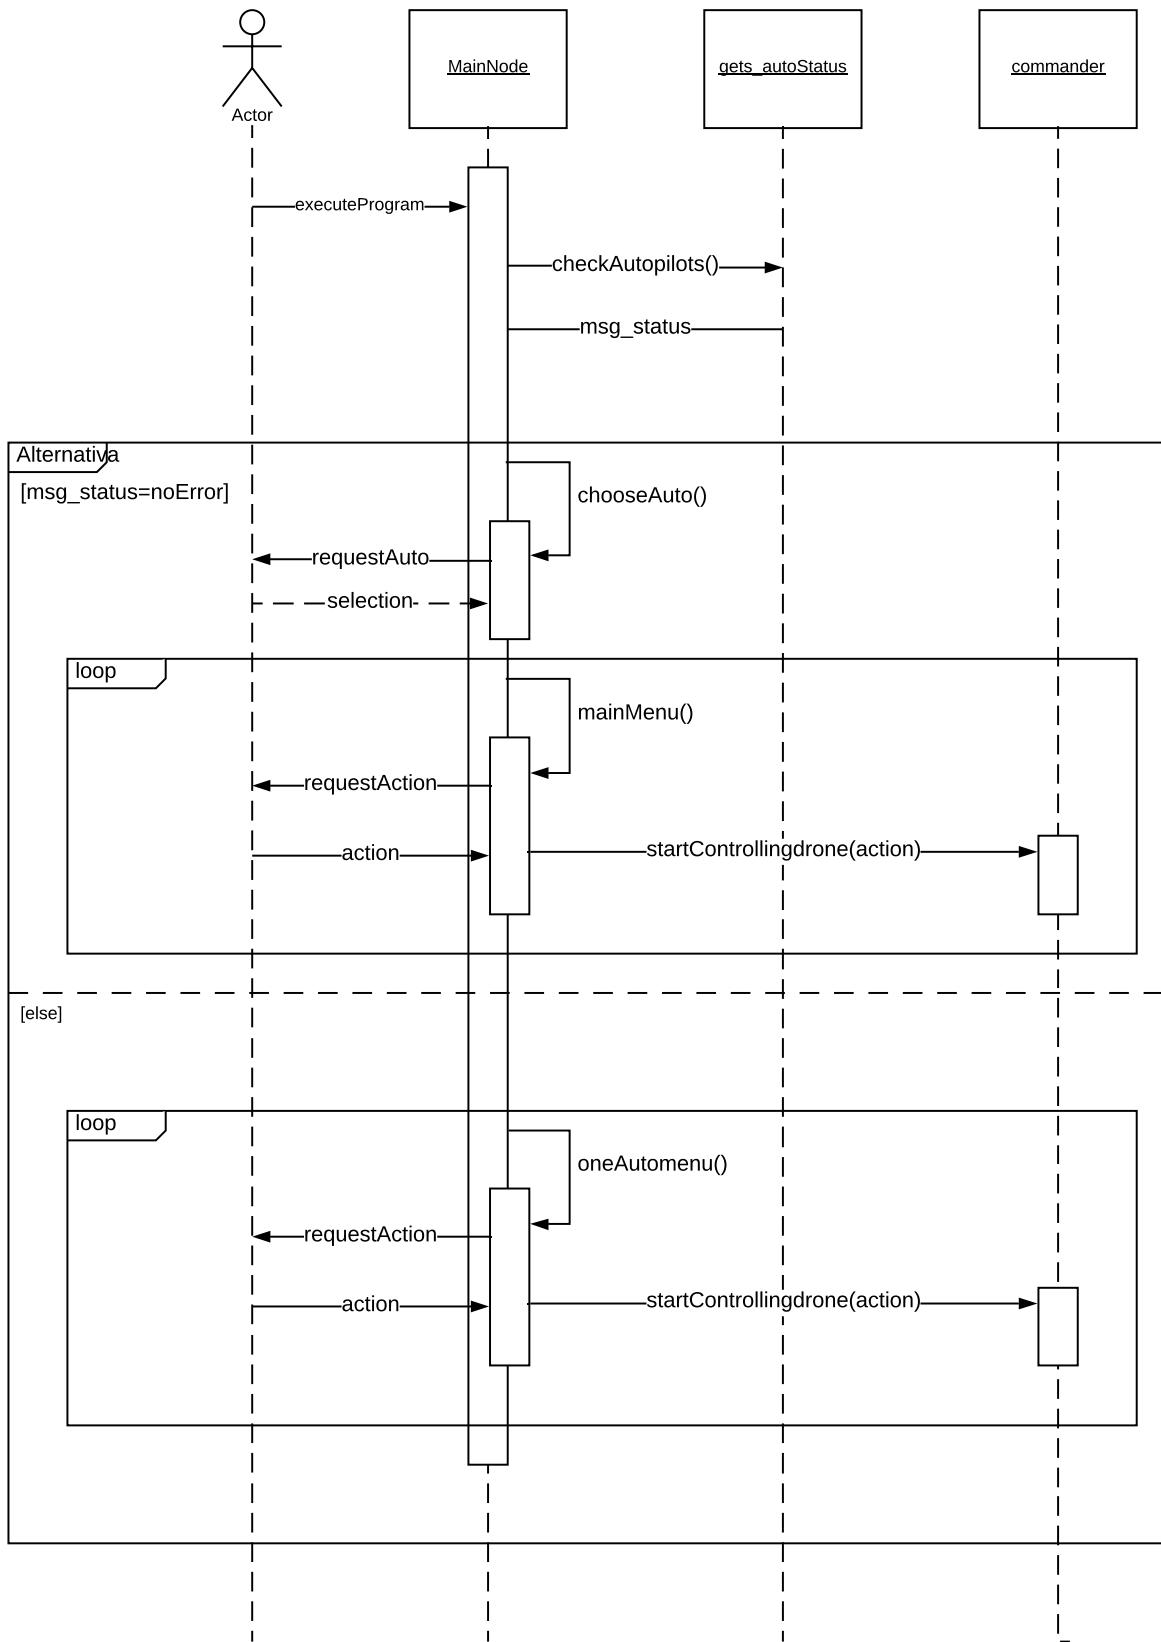 Actor
MainNode
gets_autoStatus
commander
executeProgram
checkAutopilots()
msg_status
Alternativa
[msg_status=noError]
chooseAuto()
requestAuto
selection
loop
mainMenu()
requestAction
action
startControllingdrone(action)
[else]
loop
oneAutomenu()
requestAction
action
startControllingdrone(action)